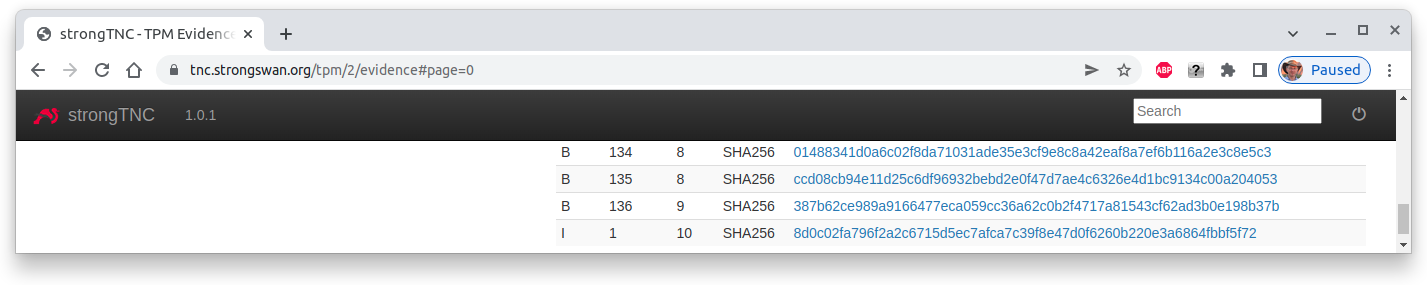 strongTNC - TPM Evidenc
tnc.strongswan.org/tpm/2/evidence#page=0
ABP
?
Paused
strongTNC 1.0.1 Search
B 134 8 SHA256 01488341d0a6c02f8da71031ade35e3cf9e8c8a42eaf8a7ef6b116a2e3c8e5c3
B 135 8 SHA256 ccd08cb94e11d25c6df96932bebd2e0f47d7ae4c6326e4d1bc9134c00a204053
B 136 9 SHA256 387b62ce989a9166477eca059cc36a62c0b2f4717a81543cf62ad3b0e198b37b
I 1 10 SHA256 8d0c02fa796f2a2c6715d5ec7afca7c39f8e47d0f6260b220e3a6864fbbf5f72